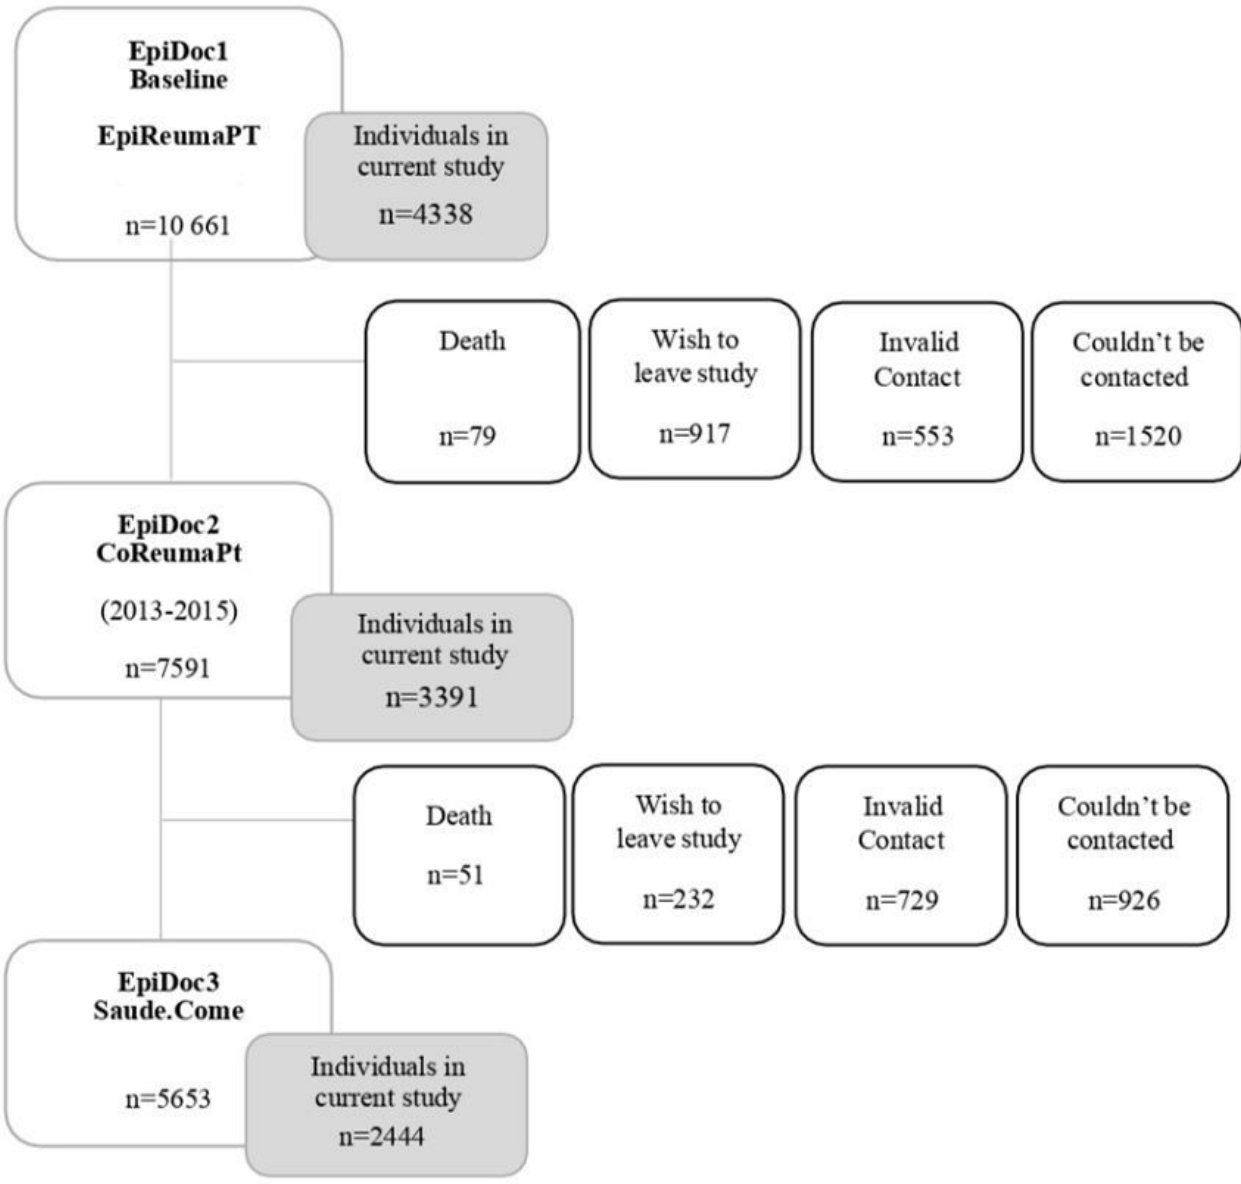 EpiDoc1
Baseline
EpiReumaPT
n=10 661
Individuals in
current study
n=4338
Death
n=79
Wish to
leave study
n=917
Invalid
Contact
n=553
Couldn’t be
contacted
n=1520
EpiDoc2
CoReumaPt
(2013-2015)
n=7591
Individuals in
current study
n=3391
Death
n=51
Wish to
leave study
n=232
Invalid
Contact
n=729
Couldn’t be
contacted
n=926
EpiDoc3
Saude.Come
n=5653
Individuals in
current study
n=2444